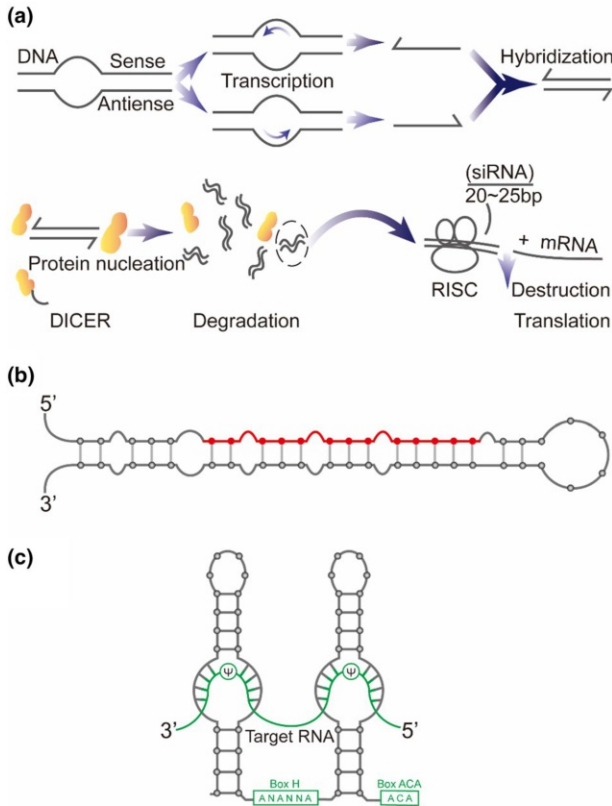 (a)
DNA
Sense
Antiense
Transcription
Hybridization
(siRNA)
20~25bp
Protein nucleation
+ mRNA
DICER
Degradation
RISC
Destruction
Translation
(b)
5’
3’
(c)
Ψ
Ψ
3’
Target RNA
5’
Box H
ANANNA
Box ACA
ACA